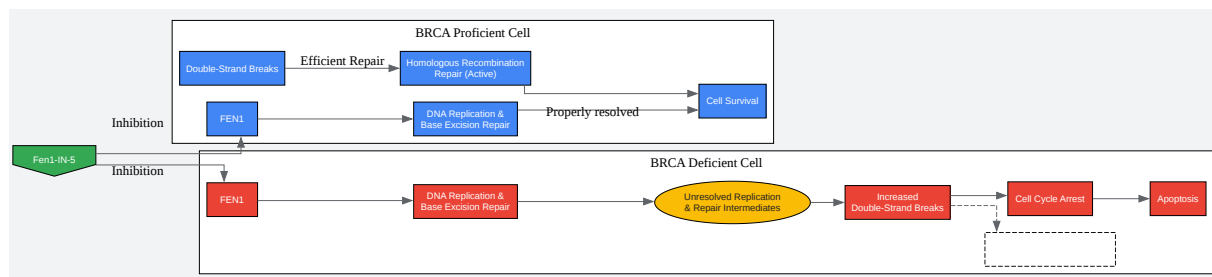 BRCA Proficient Cell
Double-Strand Breaks
Efficient Repair
Homologous Recombination
Repair (Active)
Cell Survival
FEN1
DNA Replication &
Base Excision Repair
Properly resolved
Inhibition
Fen1-IN-5
Inhibition
BRCA Deficient Cell
FEN1
DNA Replication &
Base Excision Repair
Unresolved Replication
& Repair Intermediates
Increased
Double-Strand Breaks
Cell Cycle Arrest
Apoptosis